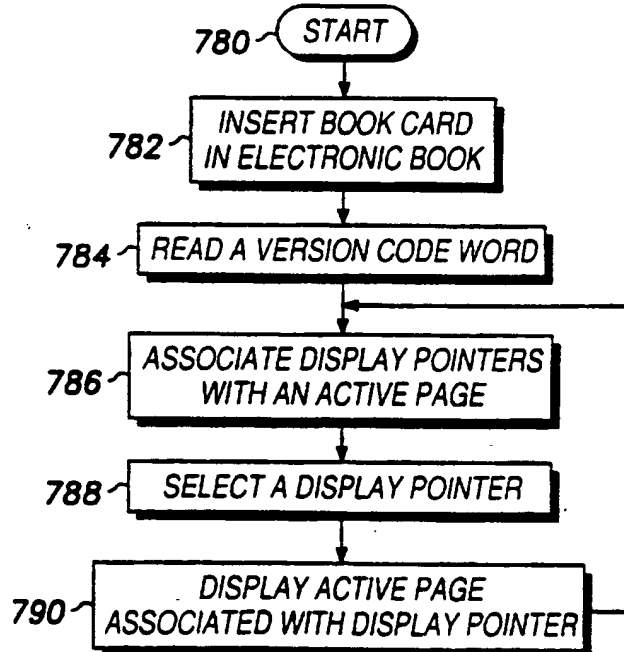 780 START
782 INSERT BOOK CARD
IN ELECTRONIC BOOK
784 READ A VERSION CODE WORD
786 ASSOCIATE DISPLAY POINTERS
WITH AN ACTIVE PAGE
788 SELECT A DISPLAY POINTER
790 DISPLAY ACTIVE PAGE
ASSOCIATED WITH DISPLAY POINTER